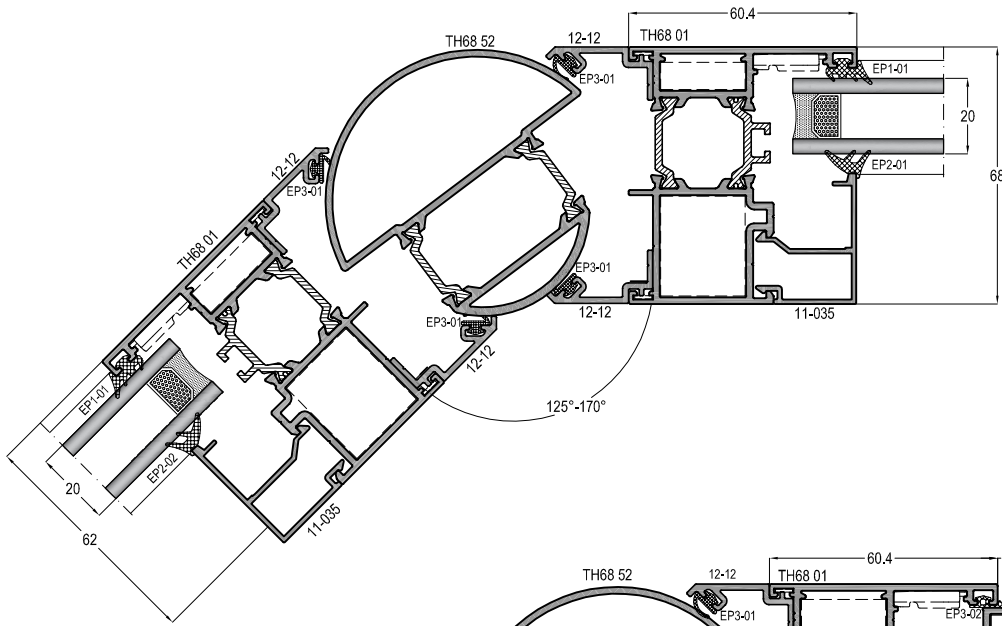 60.4
TH68 52
12-12
TH68 01
EP3-01
EP1-01
20
68
EP2-01
12-12
EP3-01
TH68 01
EP3-01
12-12
11-035
EP3-01
12-12
125°-170°
EP1-01
EP2-02
20
11-035
62
60.4
TH68 52
12-12
TH68 01
EP3-01
EP3-02